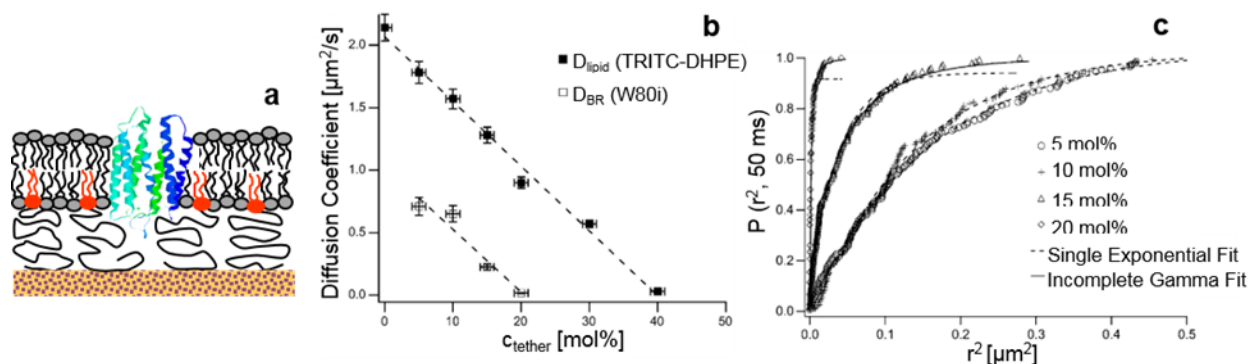 a
b
Diffusion Coefficient [µm²/s]
2.0
1.5
1.0
0.5
0.0
0
10
20
30
40
50
c_tether [mol%]
D_lipid (TRITC-DHPE)
D_BR (W80i)
c
P (r², 50 ms)
1.0
0.8
0.6
0.4
0.2
0.0
0.0
0.1
0.2
0.3
0.4
0.5
r² [µm²]
5 mol%
10 mol%
15 mol%
20 mol%
Single Exponential Fit
Incomplete Gamma Fit